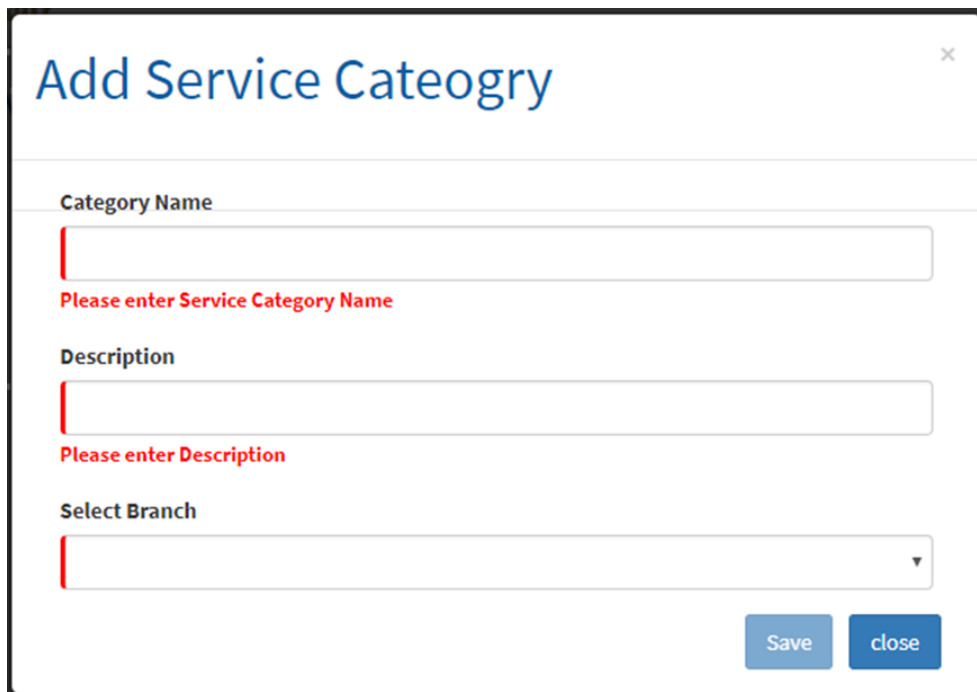 Add Service Cateogry
×
Category Name
Please enter Service Category Name
Description
Please enter Description
Select Branch
Save close